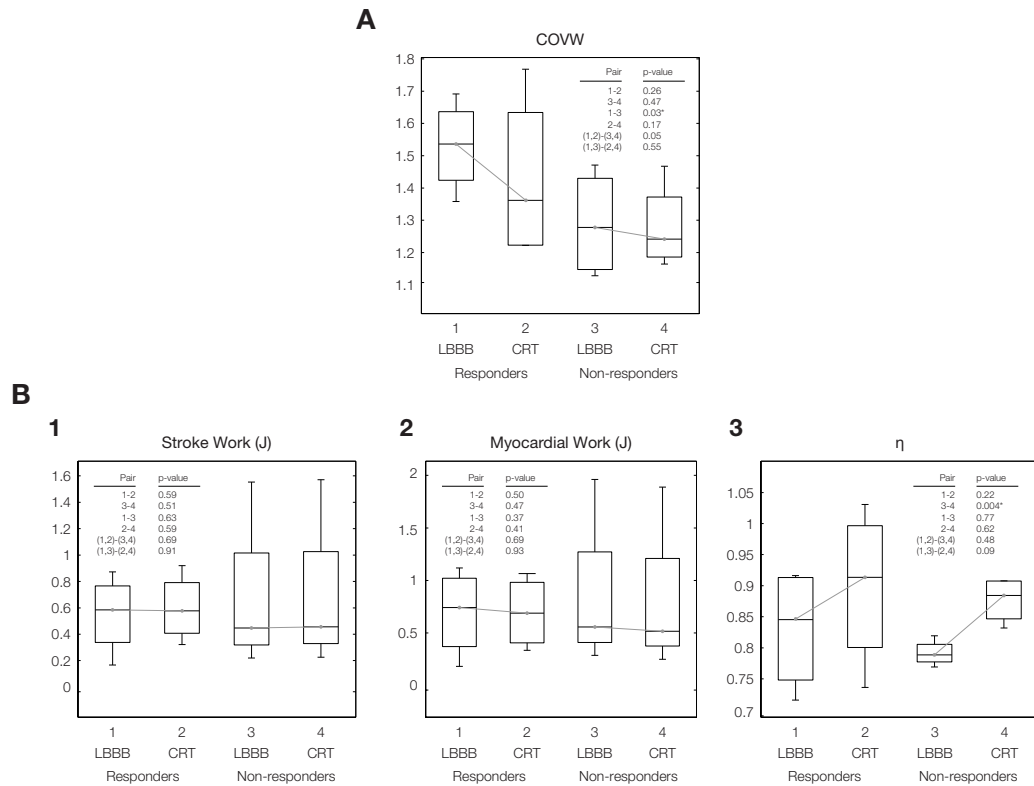 A
COVW
1.8
1.7
1.6
1.5
1.4
1.3
1.2
1.1
Pair p-value
1-2 0.26
3-4 0.47
1-3 0.03*
2-4 0.17
(1,2)-(3,4) 0.05
(1,3)-(2,4) 0.55
1 2 3 4
LBBB CRT LBBB CRT
Responders Non-responders
B
1
Stroke Work (J)
1.6
1.4
1.2
1
0.8
0.6
0.4
0.2
0
Pair p-value
1-2 0.59
3-4 0.51
1-3 0.63
2-4 0.59
(1,2)-(3,4) 0.69
(1,3)-(2,4) 0.91
1 2 3 4
LBBB CRT LBBB CRT
Responders Non-responders
2
Myocardial Work (J)
2
1.5
1
0.5
0
Pair p-value
1-2 0.50
3-4 0.47
1-3 0.37
2-4 0.41
(1,2)-(3,4) 0.69
(1,3)-(2,4) 0.93
1 2 3 4
LBBB CRT LBBB CRT
Responders Non-responders
3
η
1.05
1
0.95
0.9
0.85
0.8
0.75
0.7
Pair p-value
1-2 0.22
3-4 0.004*
1-3 0.77
2-4 0.62
(1,2)-(3,4) 0.48
(1,3)-(2,4) 0.09
1 2 3 4
LBBB CRT LBBB CRT
Responders Non-responders